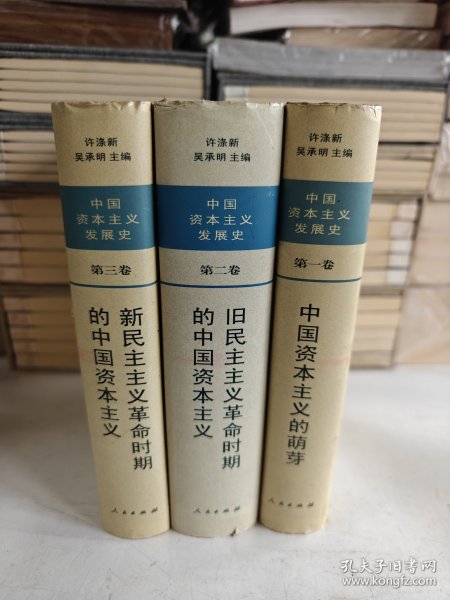 许涤新
吴承明 主编
中国
资本主义
发展史
第三卷
新民主主义革命时期
的中国资本主义
人民出版社
许涤新
吴承明 主编
中国
资本主义
发展史
第二卷
旧民主主义革命时期
的中国资本主义
人民出版社
许涤新
吴承明 主编
中国
资本主义
发展史
第一卷
中国资本主义的萌芽
人民出版社
孔夫子旧书网
www.kongfz.com